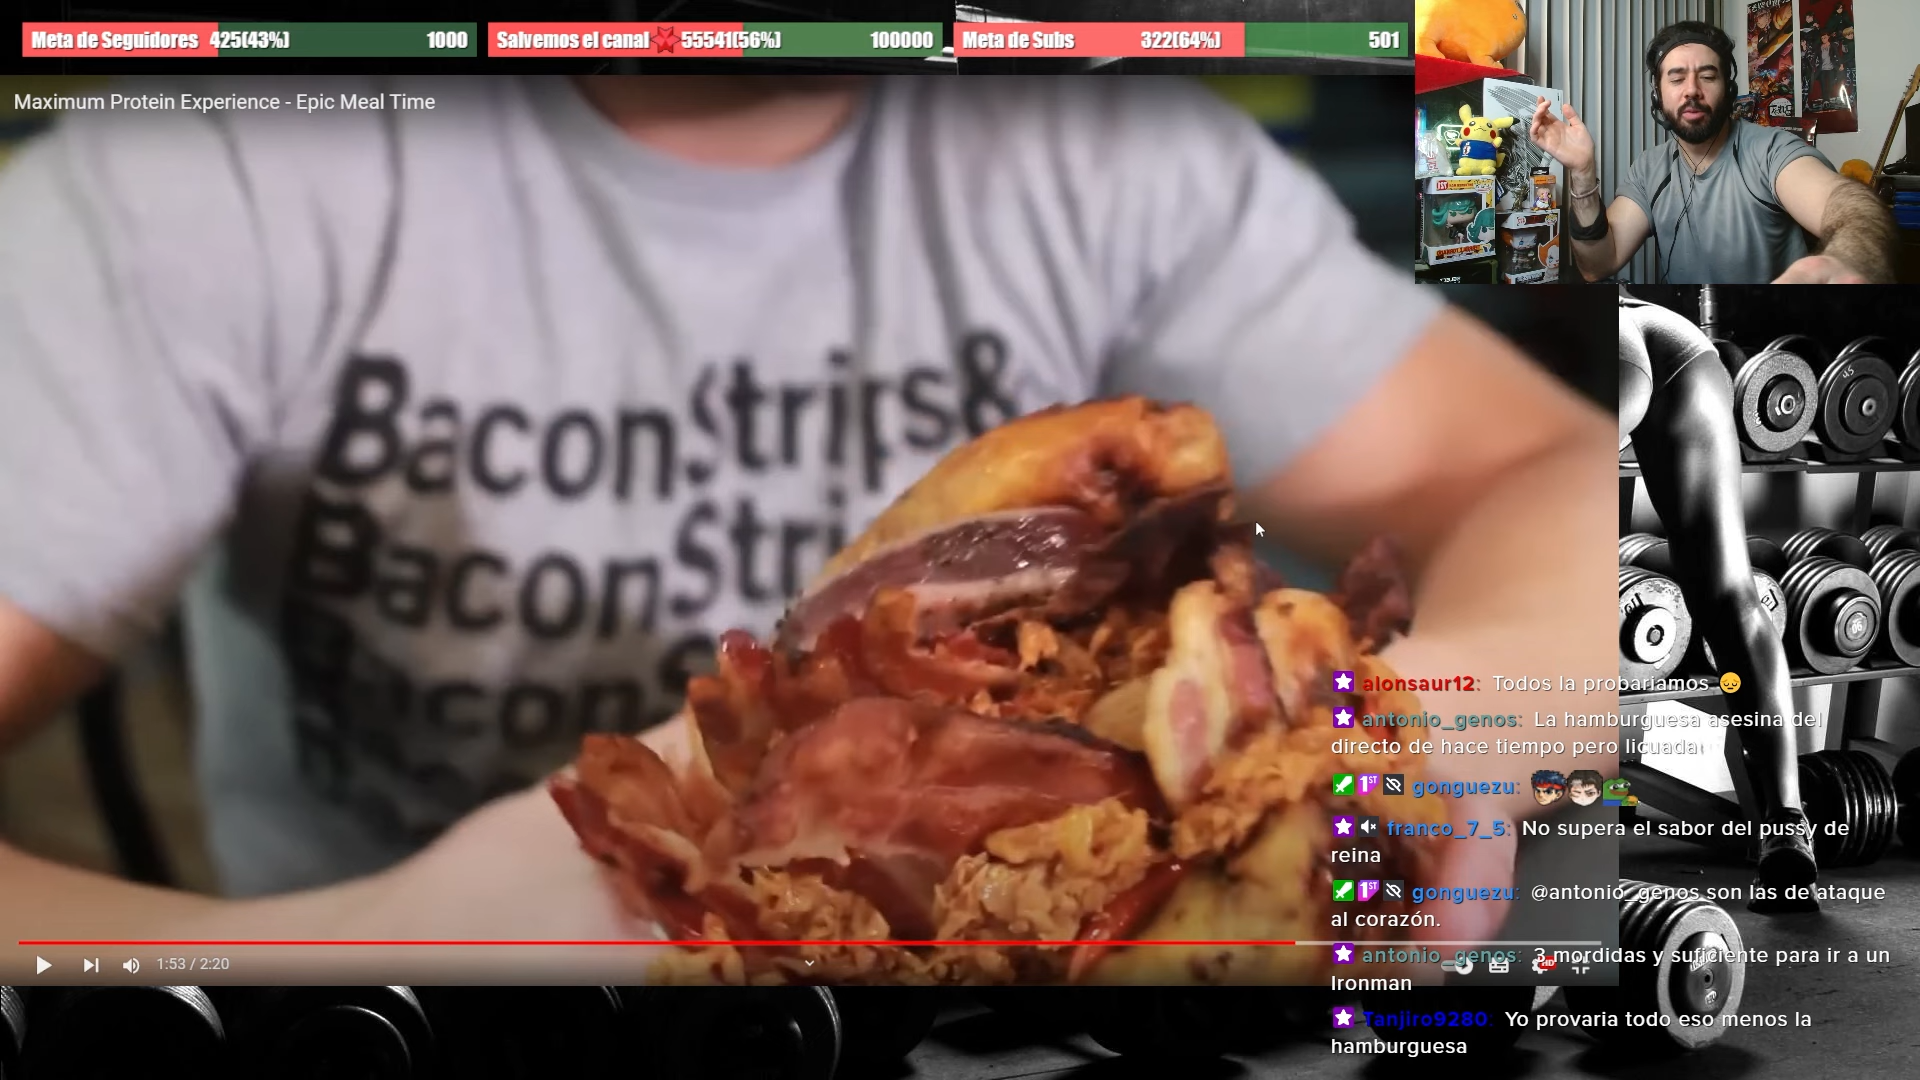 Meta de Seguidores 425(43%) 1000
Salvemos el canal 55541(56%) 100000
Meta de Subs 322(64%) 501
Maximum Protein Experience - Epic Meal Time
BaconStrips&
BaconStri
acons
alonsaur12: Todos la probariamos
antonio_genos: La hamburguesa asesina del
directo de hace tiempo pero licuada
gonguezu:
franco_7_5: No supera el sabor del pussy de
reina
gonguezu: @antonio_genos son las de ataque
al corazón.
antonio_genos: 3 mordidas y suficiente para ir a un
Ironman
Tanjiro9280: Yo provaria todo eso menos la
hamburguesa
1:53 / 2:20
HD